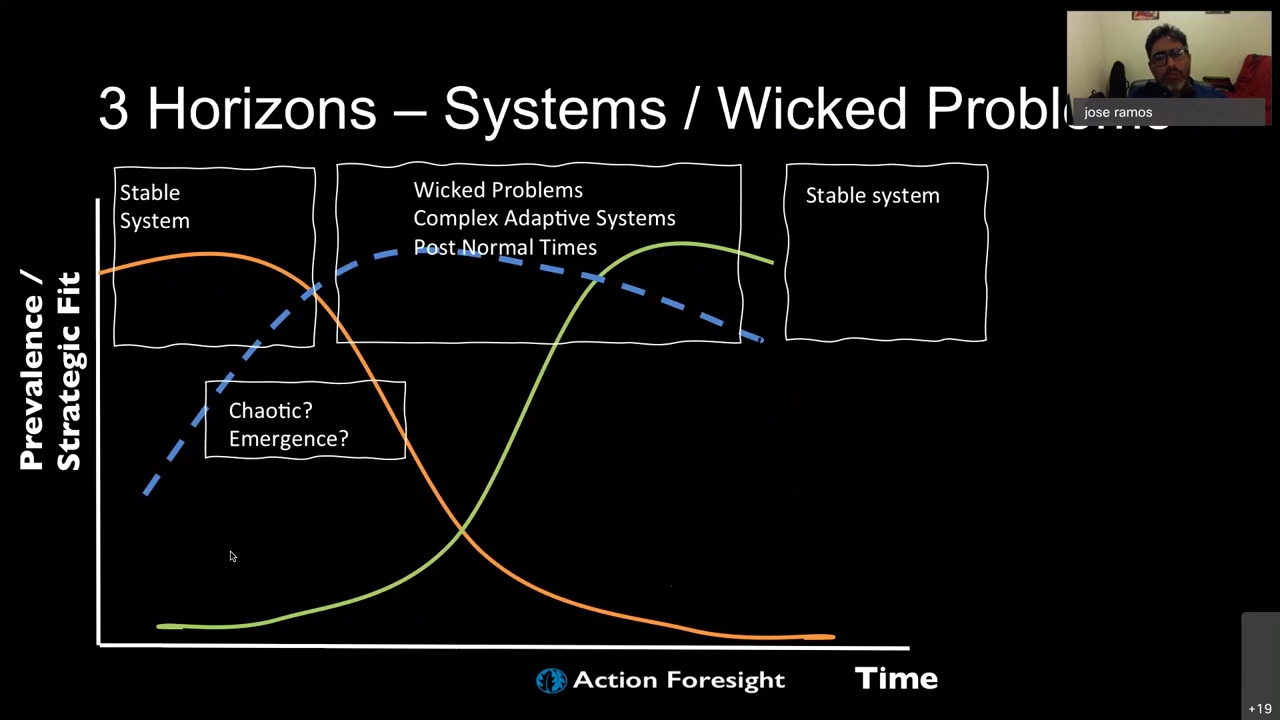 3 Horizons – Systems / Wicked Problems
jose ramos
Stable
System
Wicked Problems
Complex Adaptive Systems
Post Normal Times
Stable system
Prevalence /
Strategic Fit
Chaotic?
Emergence?
Action Foresight
Time
+19